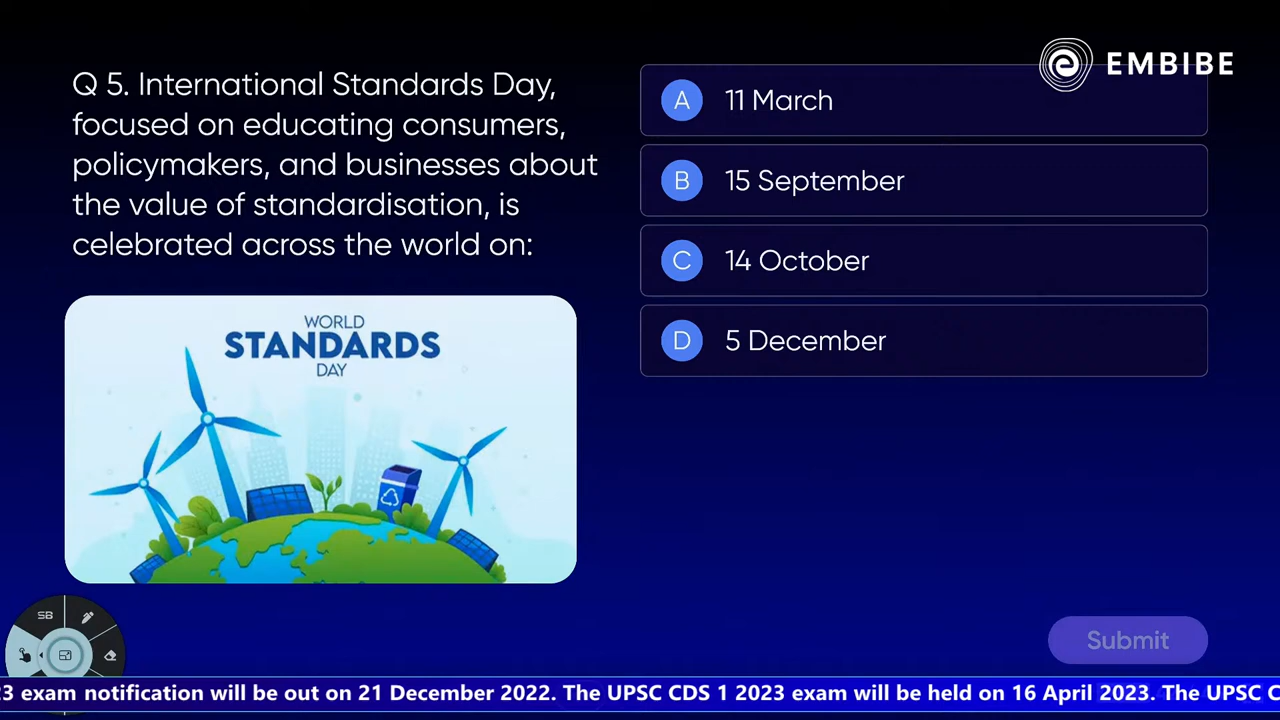 EMBIBE
Q 5. International Standards Day,
focused on educating consumers,
policymakers, and businesses about
the value of standardisation, is
celebrated across the world on:
A 11 March
B 15 September
C 14 October
D 5 December
WORLD
STANDARDS
DAY
SB
Submit
23 exam notification will be out on 21 December 2022. The UPSC CDS 1 2023 exam will be held on 16 April 2023. The UPSC C